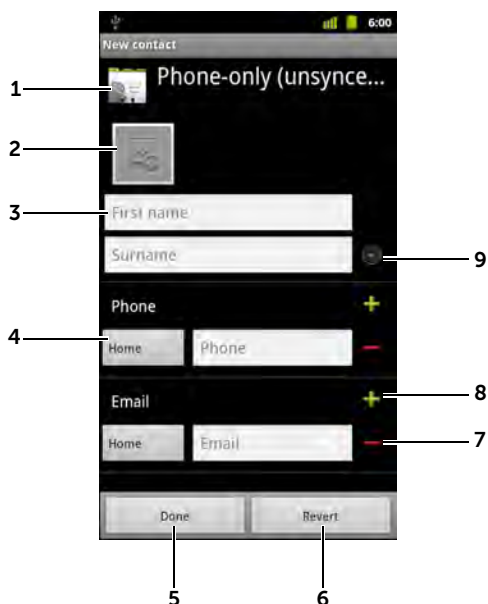 6:00
New contact
1
Phone-only (unsynce...
2
3
First name
Surname
9
Phone
4
Home
Phone
Email
8
Home
Email
7
Done
Revert
5
6